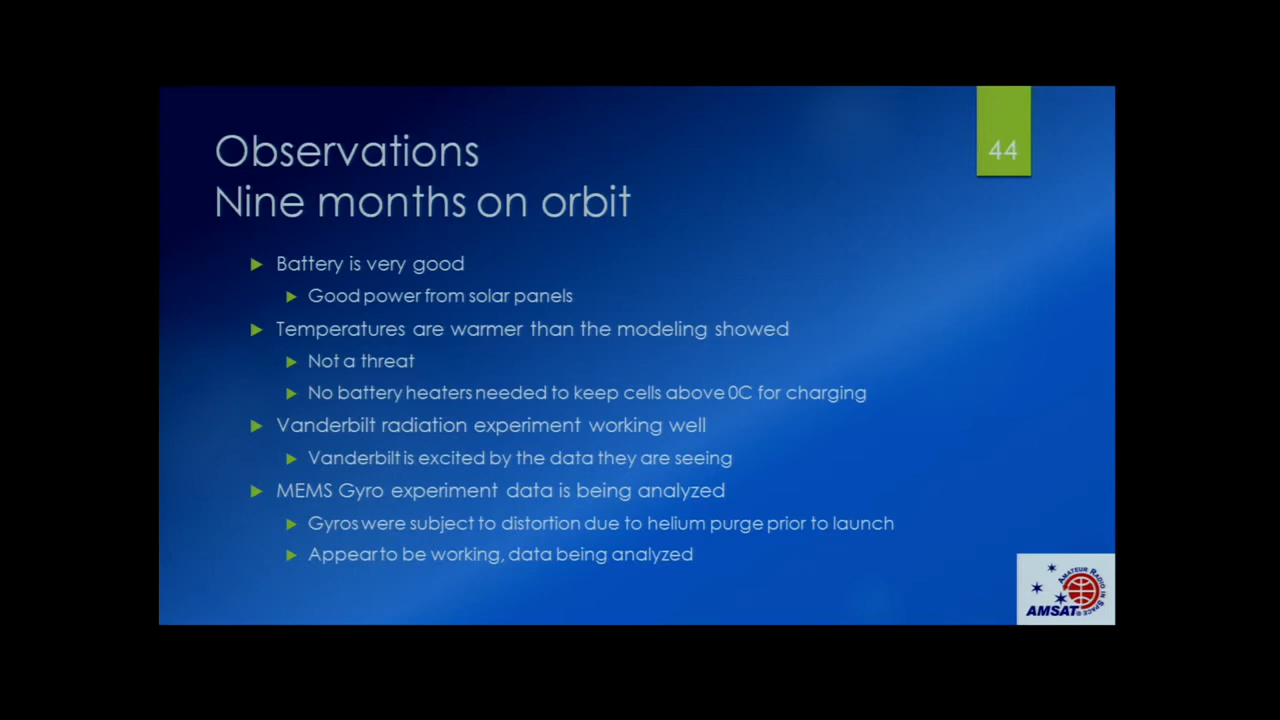 Observations
Nine months on orbit
44
Battery is very good
Good power from solar panels
Temperatures are warmer than the modeling showed
Not a threat
No battery heaters needed to keep cells above 0C for charging
Vanderbilt radiation experiment working well
Vanderbilt is excited by the data they are seeing
MEMS Gyro experiment data is being analyzed
Gyros were subject to distortion due to helium purge prior to launch
Appear to be working, data being analyzed
AMATEUR RADIO IN SPACE
AMSAT®